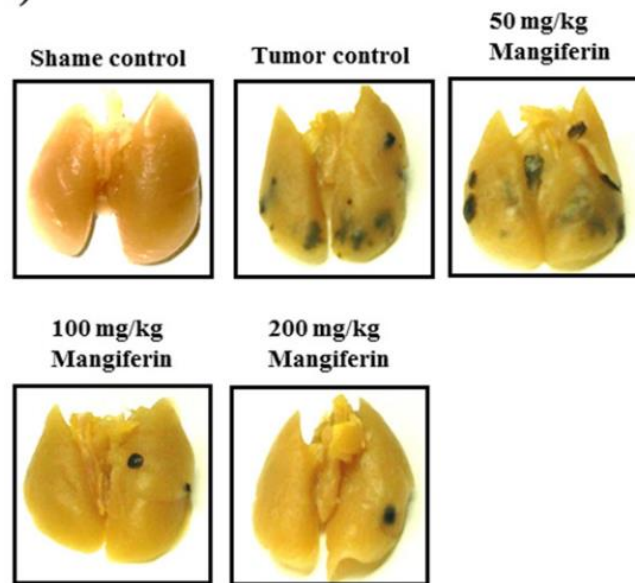 Shame control
Tumor control
50 mg/kg
Mangiferin
100 mg/kg
Mangiferin
200 mg/kg
Mangiferin